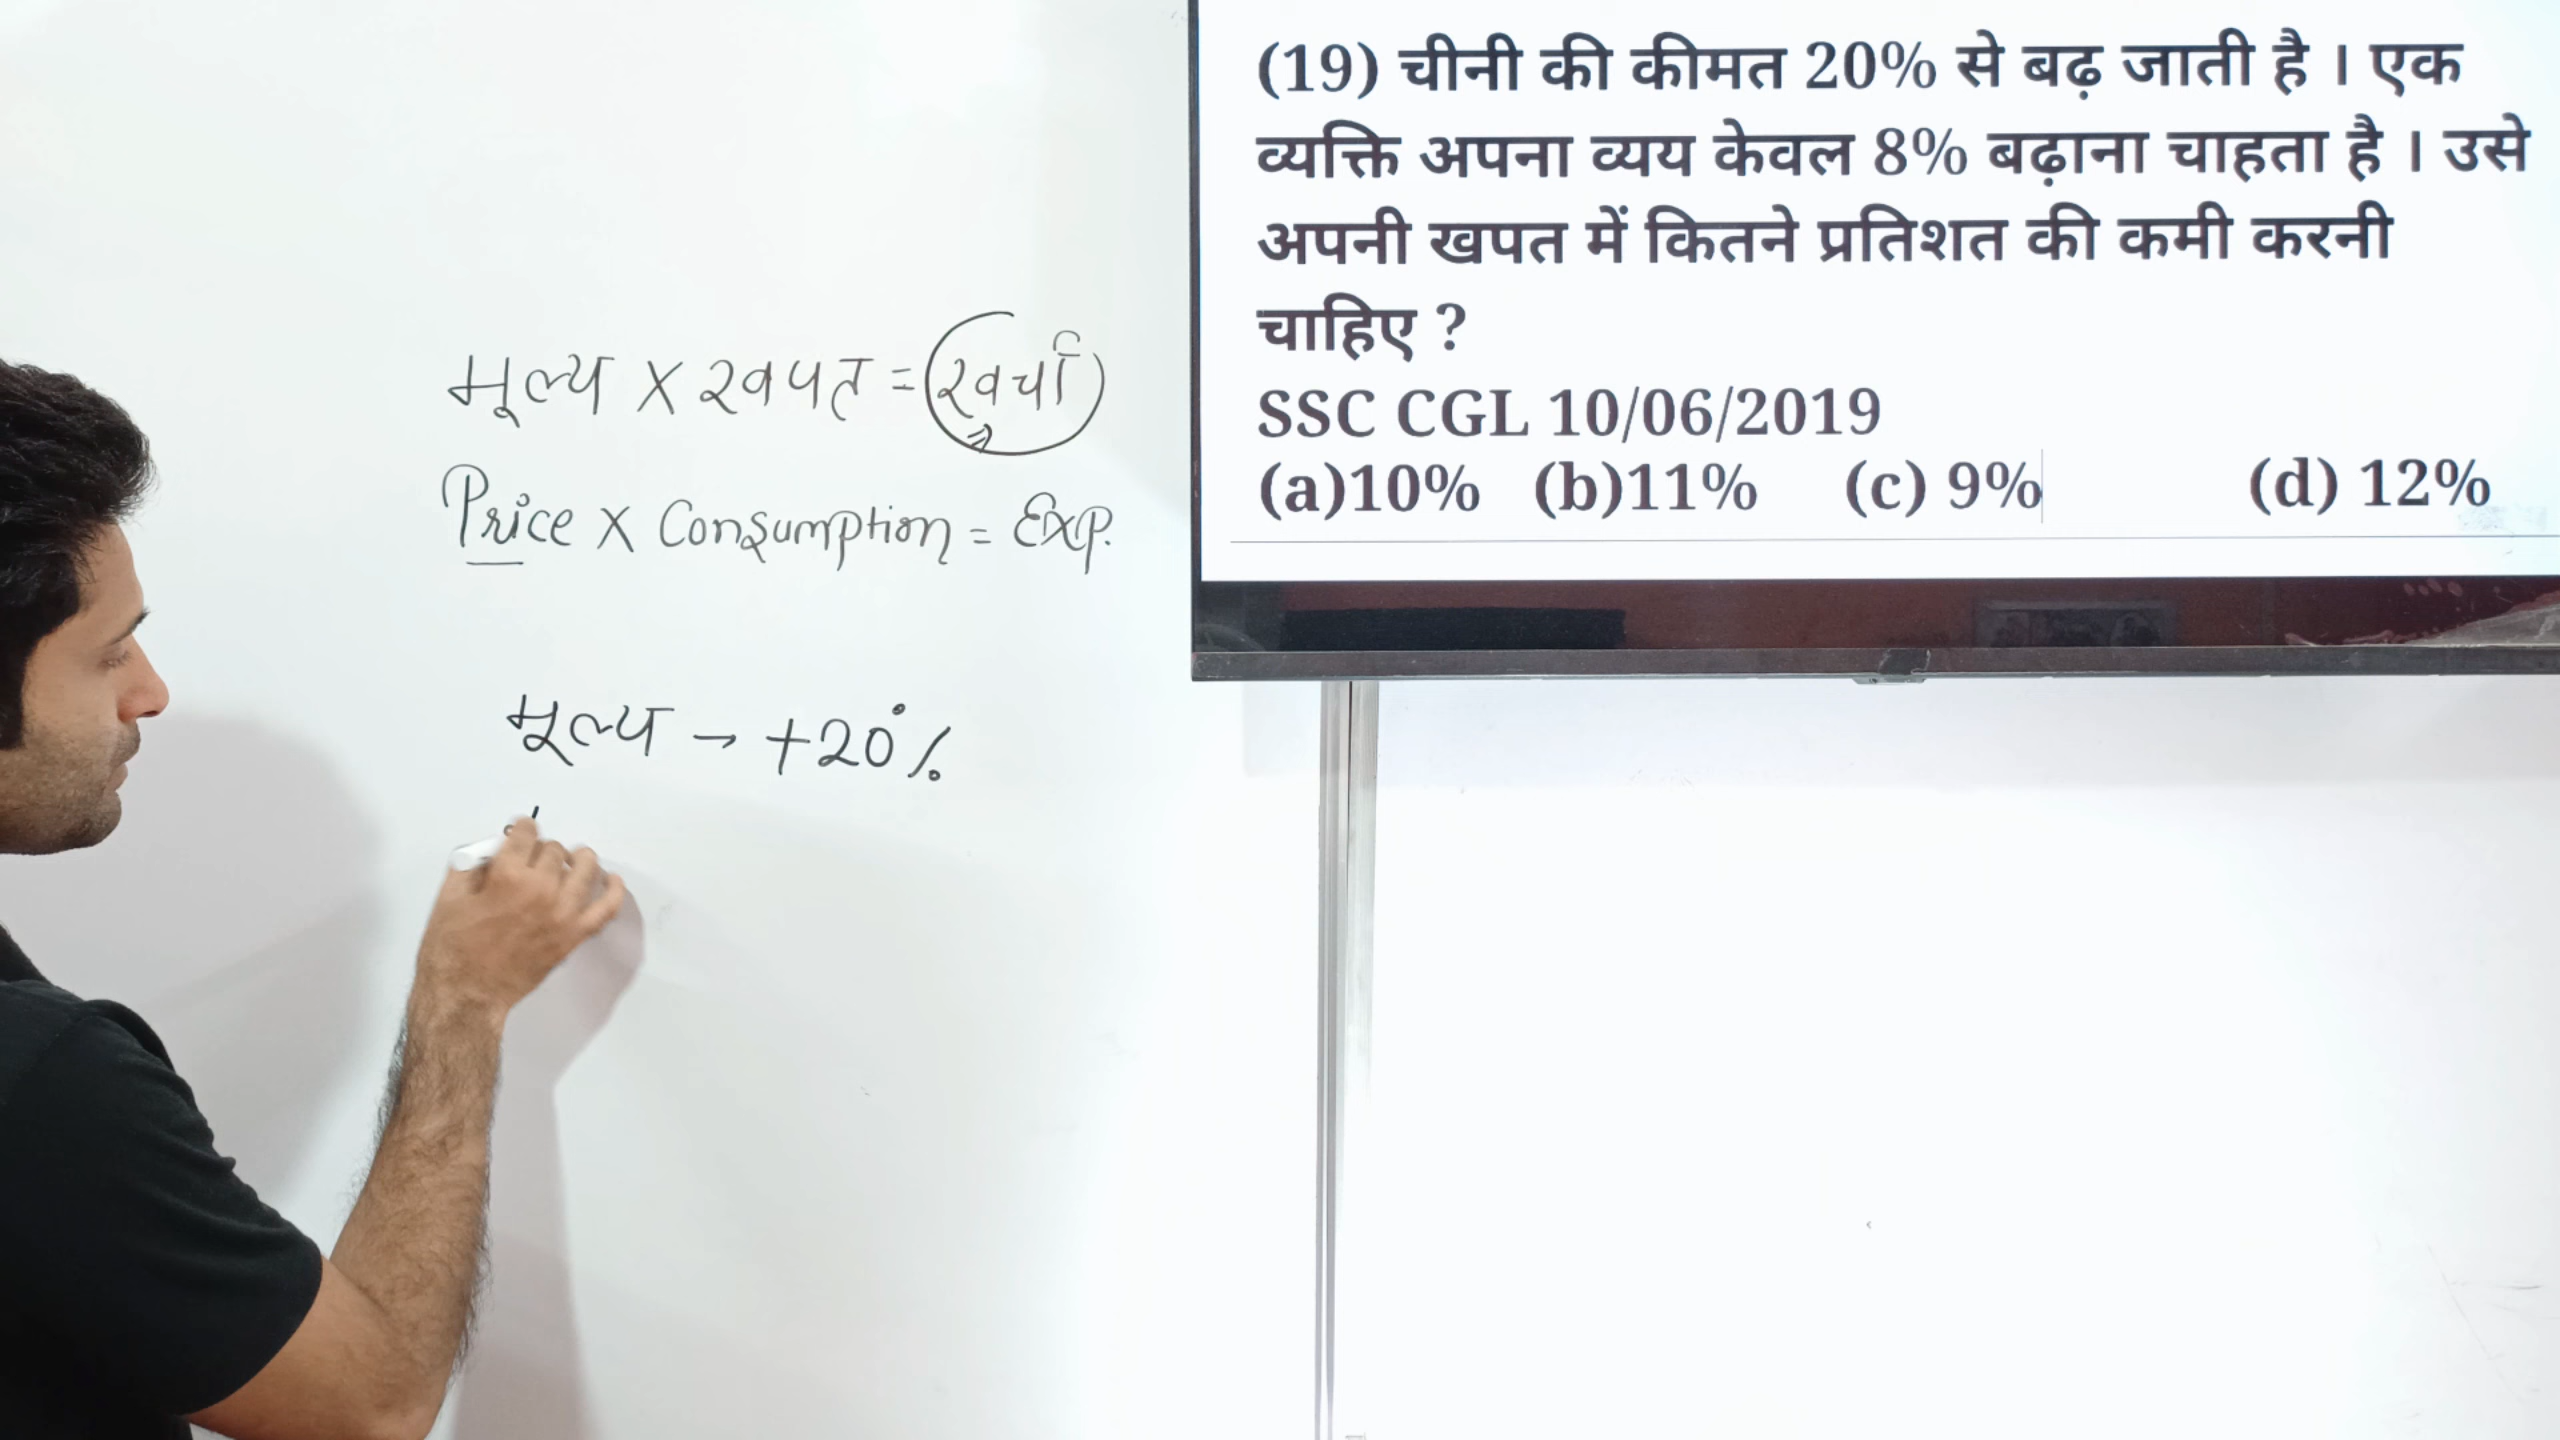 (19) चीनी की कीमत 20% से बढ़ जाती है । एक
व्यक्ति अपना व्यय केवल 8% बढ़ाना चाहता है । उसे
अपनी खपत में कितने प्रतिशत की कमी करनी
चाहिए ?
SSC CGL 10/06/2019
(a)10% (b)11% (c) 9% (d) 12%
मूल्य X खपत = खर्चा
Price X Consumption = Exp.
मूल्य → +20%